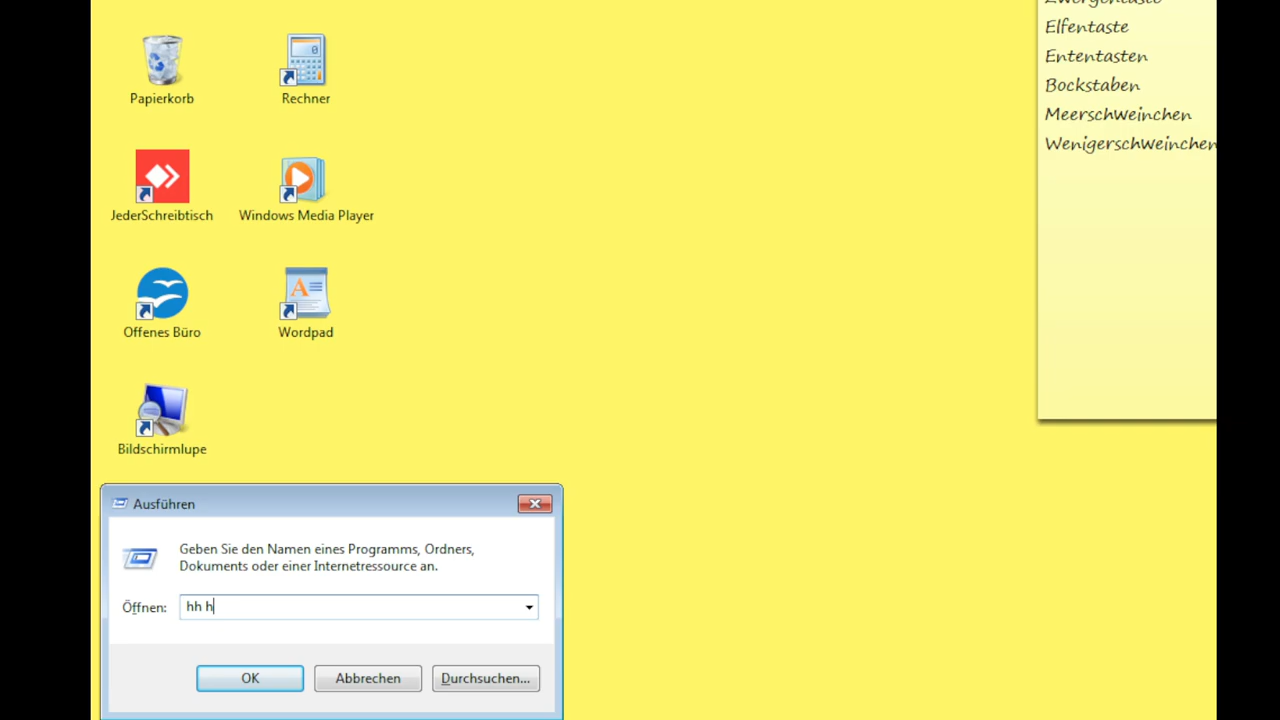 Zwergentaste
Elfentaste
Ententasten
Bockstaben
Meerschweinchen
Wenigerschweinchen
Papierkorb
Rechner
JederSchreibtisch
Windows Media Player
Offenes Büro
Wordpad
Bildschirmlupe
Ausführen
Geben Sie den Namen eines Programms, Ordners,
Dokuments oder einer Internetressource an.
Öffnen:
hh h
OK
Abbrechen
Durchsuchen...